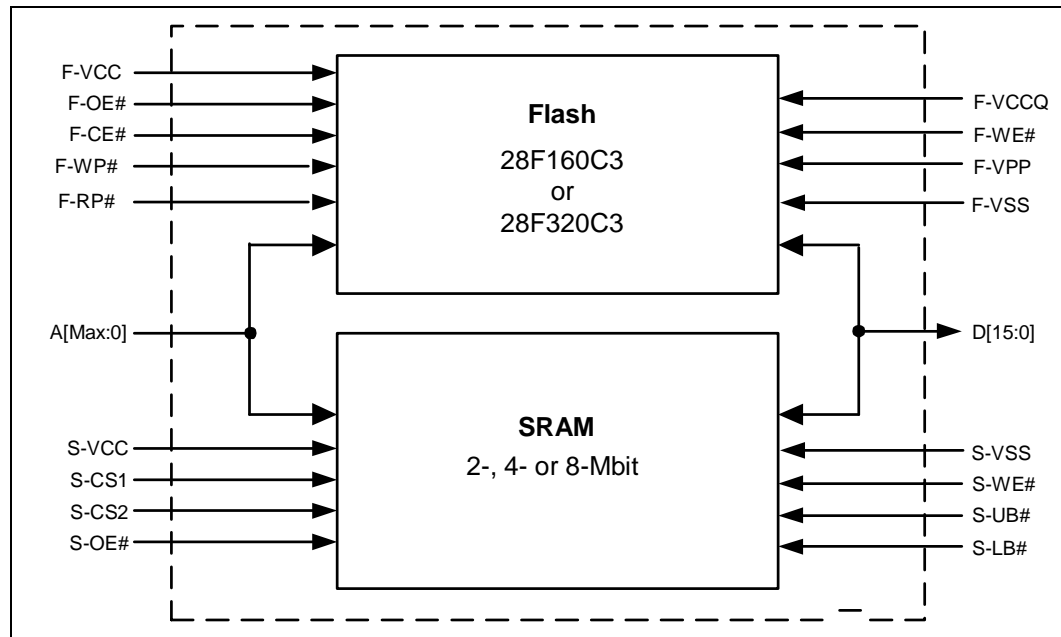 F-VCC
F-OE#
F-CE#
F-WP#
F-RP#
Flash
28F160C3
or
28F320C3
F-VCCQ
F-WE#
F-VPP
F-VSS
A[Max:0]
D[15:0]
S-VCC
S-CS1
S-CS2
S-OE#
SRAM
2-, 4- or 8-Mbit
S-VSS
S-WE#
S-UB#
S-LB#